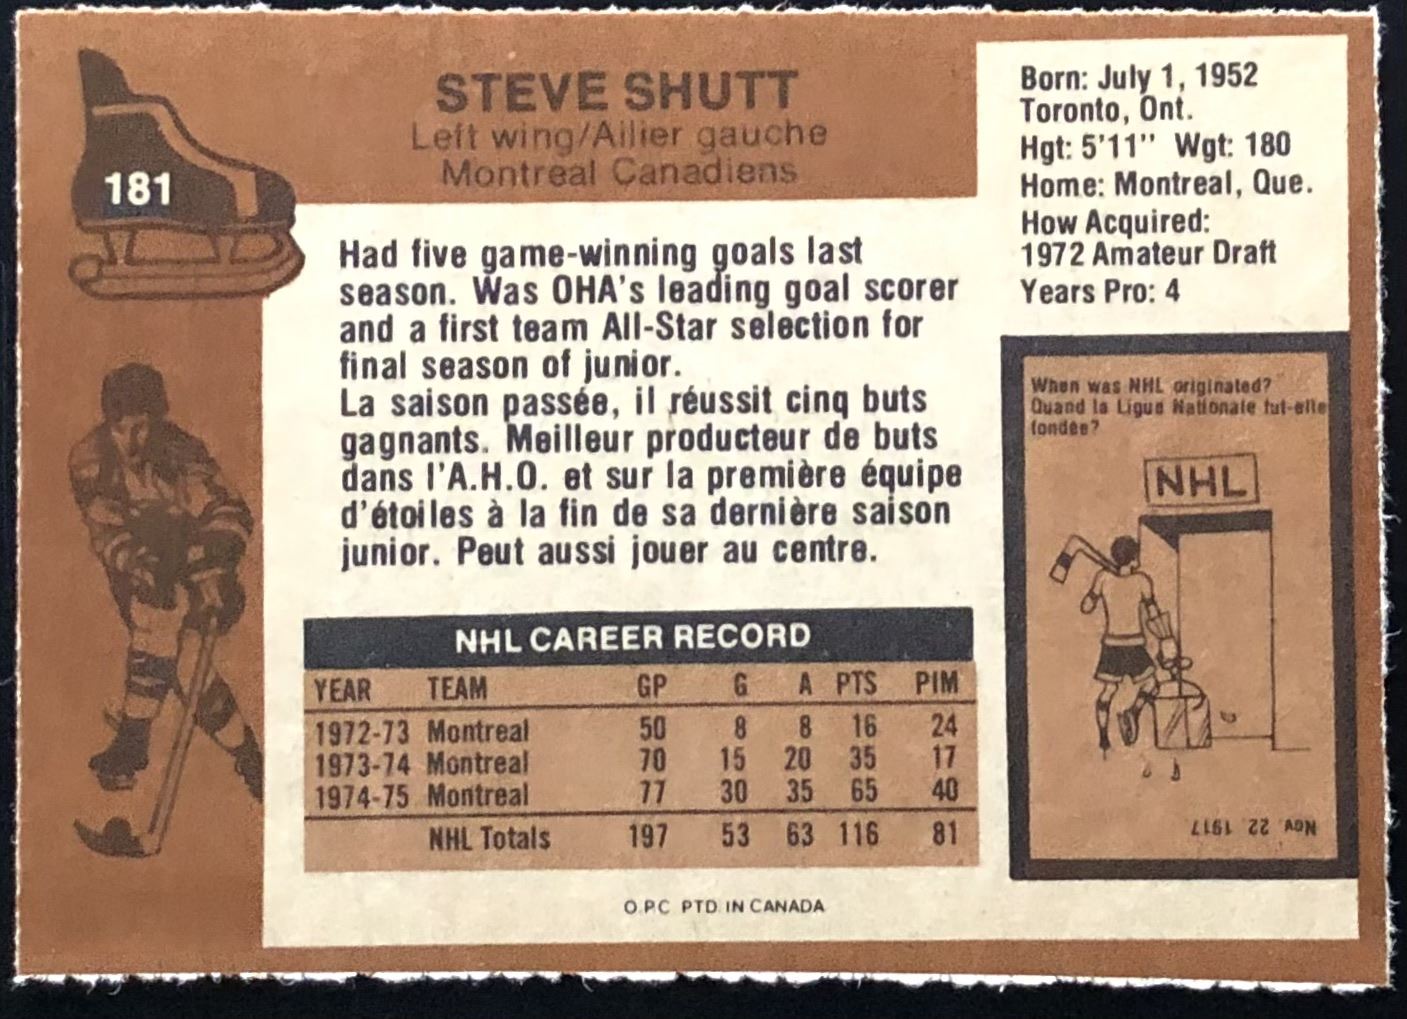 181
STEVE SHUTT
Left wing/Ailier gauche
Montreal Canadiens
Born: July 1, 1952
Toronto, Ont.
Hgt: 5'11" Wgt: 180
Home: Montreal, Que.
How Acquired:
1972 Amateur Draft
Years Pro: 4
Had five game-winning goals last
season. Was OHA's leading goal scorer
and a first team All-Star selection for
final season of junior.
La saison passée, il réussit cinq buts
gagnants. Meilleur producteur de buts
dans l'A.H.O. et sur la première équipe
d'étoiles à la fin de sa dernière saison
junior. Peut aussi jouer au centre.
When was NHL originated?
Quand la Ligue Nationale fut-elle
fondée?
NHL
Nov. 22 1917
NHL CAREER RECORD
YEAR TEAM GP G A PTS PIM
1972-73 Montreal 50 8 8 16 24
1973-74 Montreal 70 15 20 35 17
1974-75 Montreal 77 30 35 65 40
NHL Totals 197 53 63 116 81
O.P.C. PTD. IN CANADA